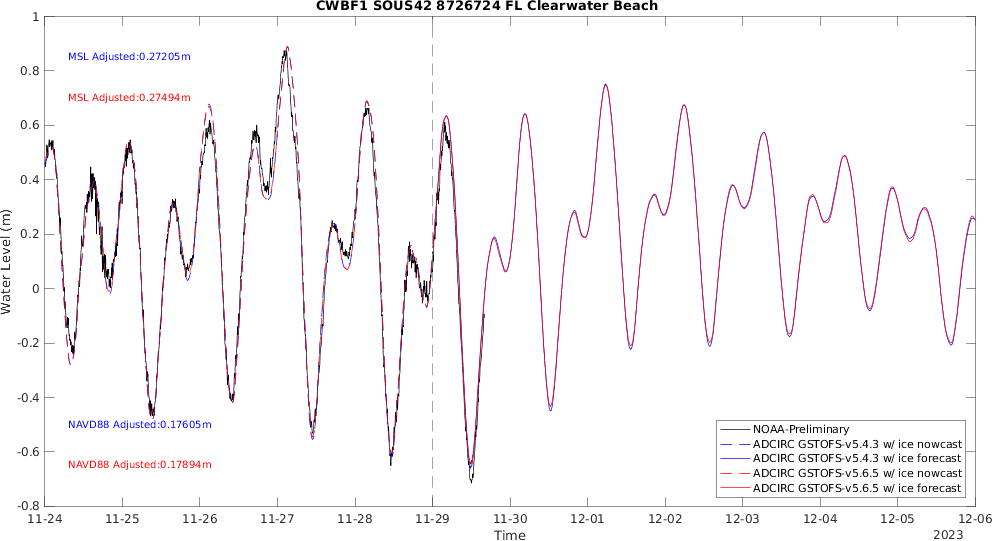 CWBF1 SOUS42 8726724 FL Clearwater Beach
1
0.8
0.6
0.4
0.2
0
-0.2
-0.4
-0.6
-0.8
Water Level (m)
MSL Adjusted:0.27205m
MSL Adjusted:0.27494m
NAVD88 Adjusted:0.17605m
NAVD88 Adjusted:0.17894m
NOAA-Preliminary
ADCIRC GSTOFS-v5.4.3 w/ ice nowcast
ADCIRC GSTOFS-v5.4.3 w/ ice forecast
ADCIRC GSTOFS-v5.6.5 w/ ice nowcast
ADCIRC GSTOFS-v5.6.5 w/ ice forecast
11-24 11-25 11-26 11-27 11-28 11-29 11-30 12-01 12-02 12-03 12-04 12-05 12-06
Time
2023